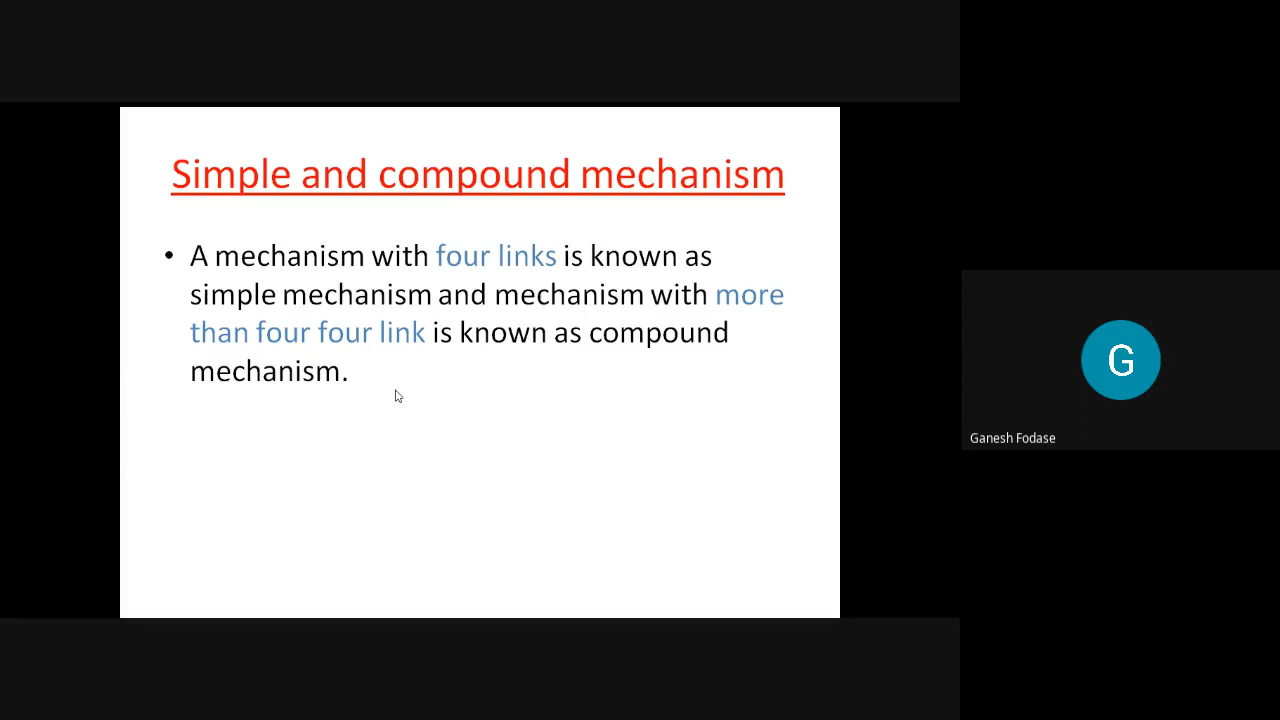 Simple and compound mechanism
• A mechanism with four links is known as
simple mechanism and mechanism with more
than four four link is known as compound
mechanism.
G
Ganesh Fodase